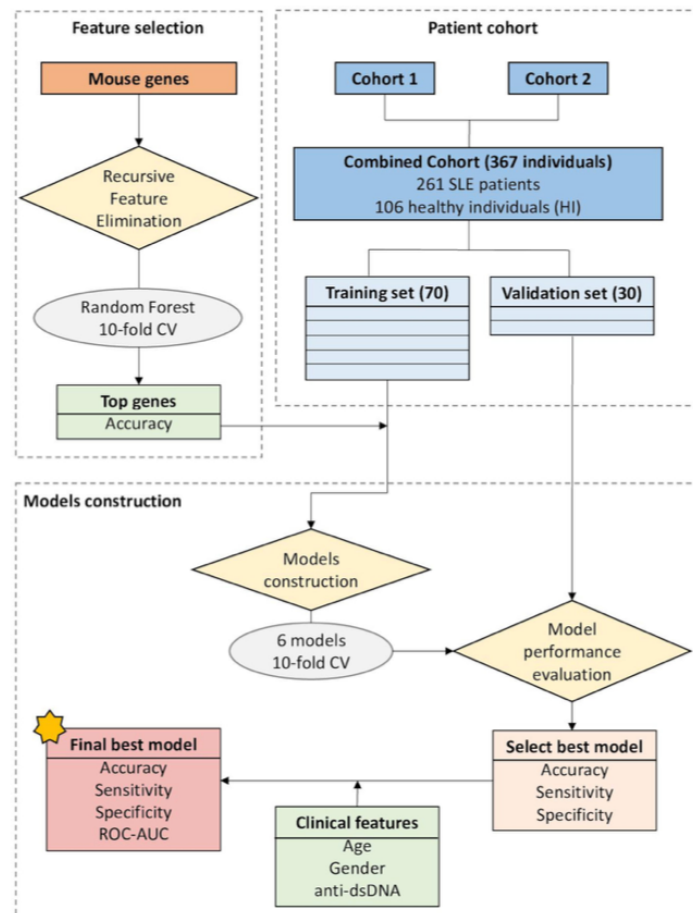 Feature selection
Mouse genes
Recursive
Feature
Elimination
Random Forest
10-fold CV
Top genes
Accuracy
Patient cohort
Cohort 1
Cohort 2
Combined Cohort (367 individuals)
261 SLE patients
106 healthy individuals (HI)
Training set (70)
Validation set (30)
Models construction
Models
construction
6 models
10-fold CV
Model
performance
evaluation
Select best model
Accuracy
Sensitivity
Specificity
Clinical features
Age
Gender
anti-dsDNA
Final best model
Accuracy
Sensitivity
Specificity
ROC-AUC